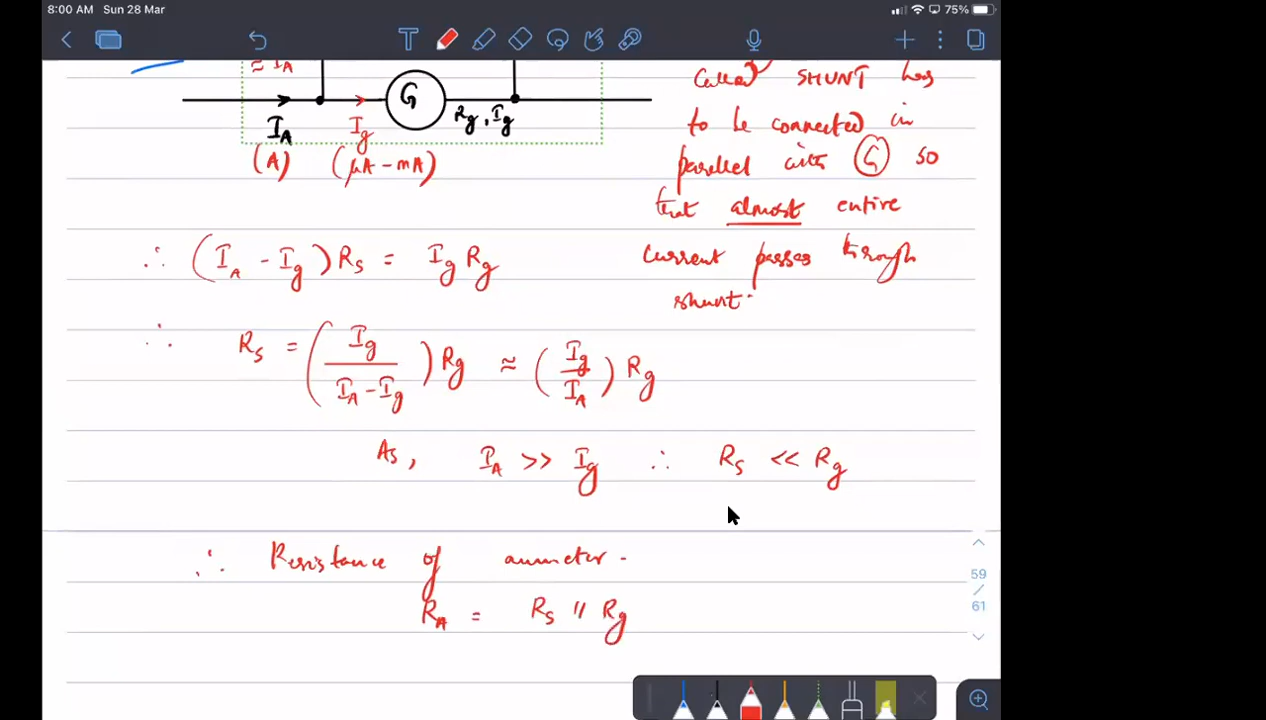 8:00 AM Sun 28 Mar
75%
≈ I_A
G
R_g, I_g
I_A
I_g
(A)
(μA - mA)
called SHUNT has
to be connected in
parallel with G so
that almost entire
current passes through
shunt.
∴ (I_A - I_g) R_s = I_g R_g
∴ R_s = (I_g / (I_A - I_g)) R_g ≈ (I_g / I_A) R_g
As, I_A >> I_g ∴ R_s << R_g
∴ Resistance of ammeter -
R_A = R_s // R_g
59
/
61